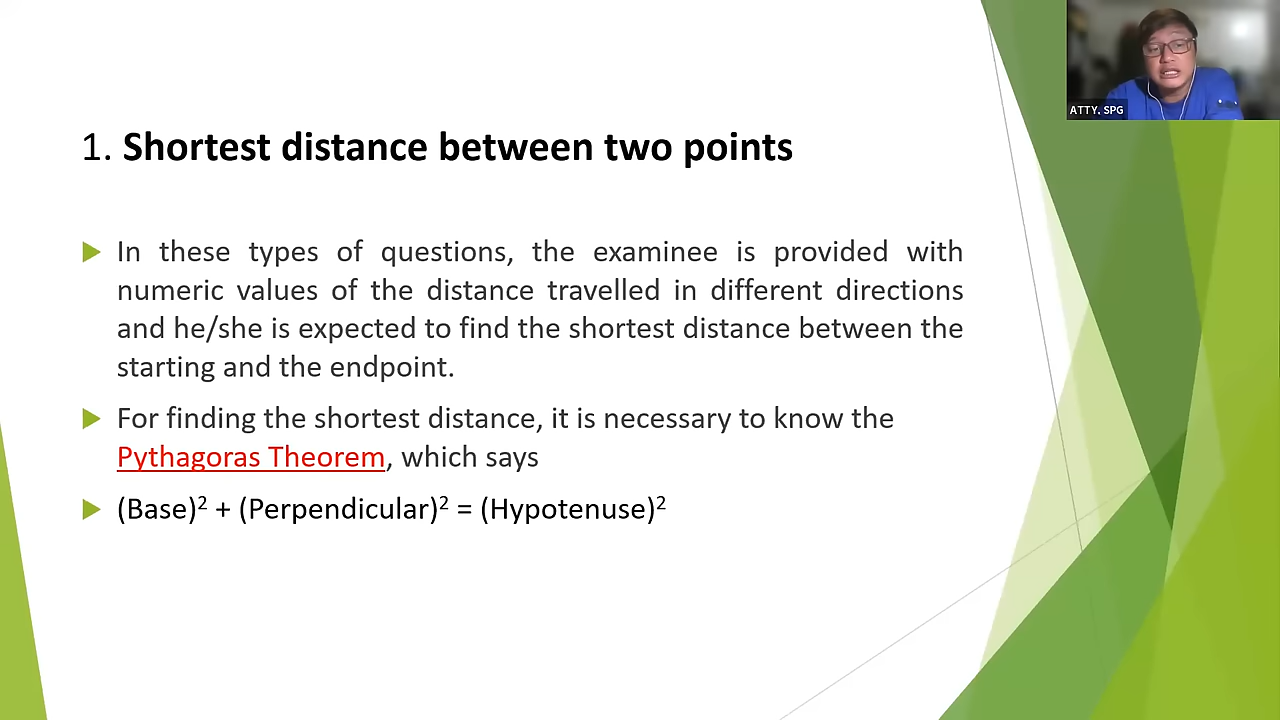 ATTY. SPG
1. Shortest distance between two points
In these types of questions, the examinee is provided with
numeric values of the distance travelled in different directions
and he/she is expected to find the shortest distance between the
starting and the endpoint.
For finding the shortest distance, it is necessary to know the
Pythagoras Theorem, which says
(Base)² + (Perpendicular)² = (Hypotenuse)²